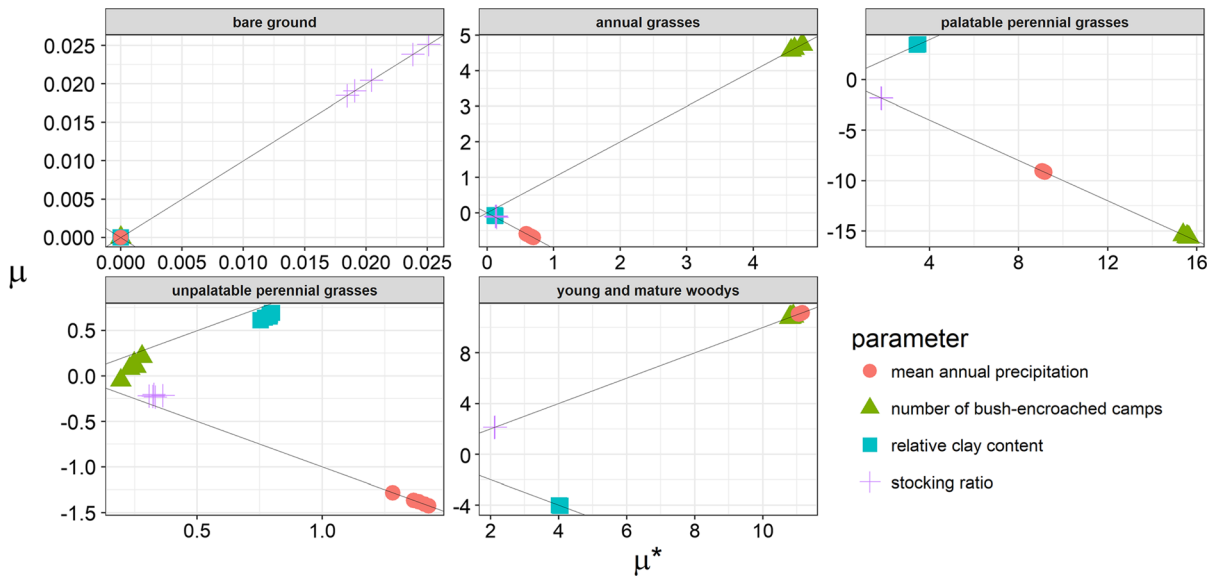 bare ground
annual grasses
palatable perennial grasses
0.025
0.020
0.015
0.010
0.005
0.000
0.000 0.005 0.010 0.015 0.020 0.025
5
4
3
2
1
0
0 1 2 3 4
0
-5
-10
-15
4 8 12 16
μ
unpalatable perennial grasses
young and mature woodys
0.5
0.0
-0.5
-1.0
-1.5
0.5 1.0
8
4
0
-4
2 4 6 8 10
μ*
parameter
mean annual precipitation
number of bush-encroached camps
relative clay content
stocking ratio